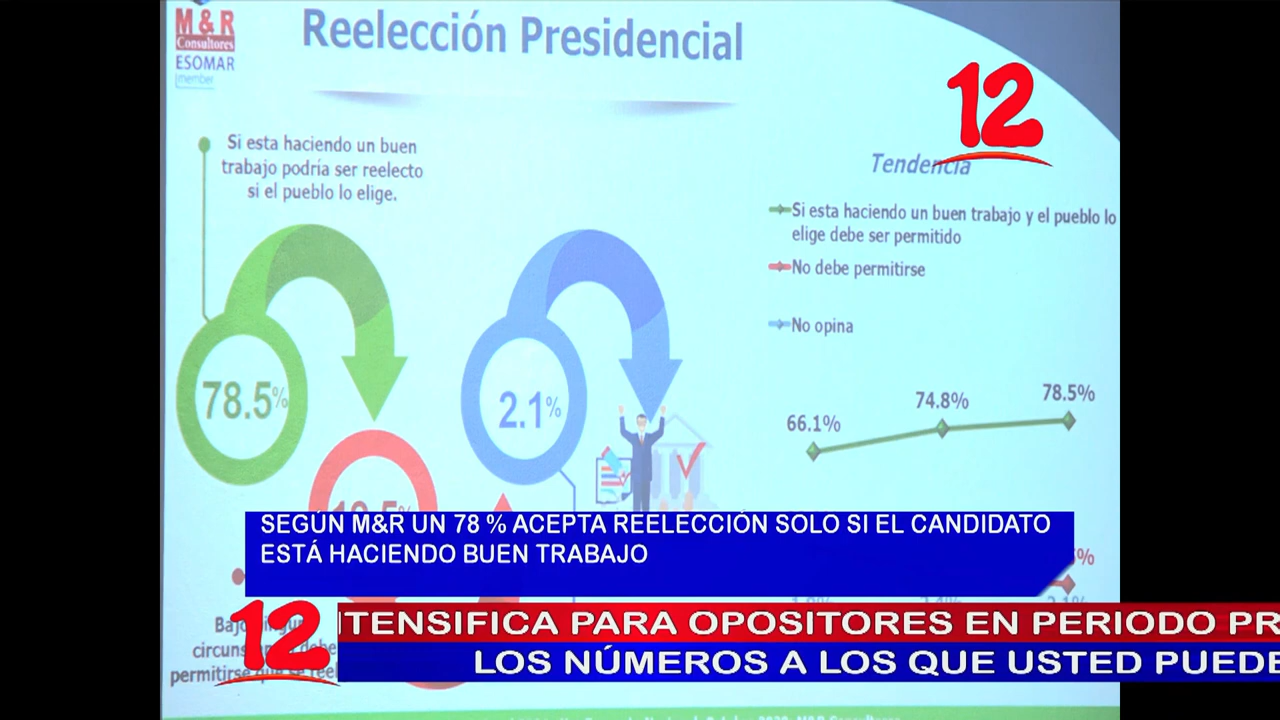 M&R
Consultores
ESOMAR
member
Reelección Presidencial
12
Si esta haciendo un buen
trabajo podría ser reelecto
si el pueblo lo elige.
Tendencia
Si esta haciendo un buen trabajo y el pueblo lo
elige debe ser permitido
No debe permitirse
No opina
78.5%
2.1%
66.1%
74.8%
78.5%
SEGÚN M&R UN 78 % ACEPTA REELECCIÓN SOLO SI EL CANDIDATO
ESTÁ HACIENDO BUEN TRABAJO
12
TENSIFICA PARA OPOSITORES EN PERIODO PR
LOS NÚMEROS A LOS QUE USTED PUEDE